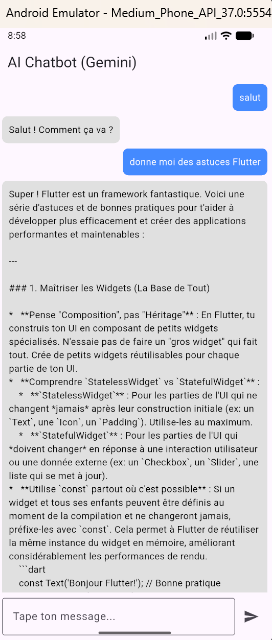 Android Emulator - Medium_Phone_API_37.0:5554
8:58
AI Chatbot (Gemini)
salut
Salut ! Comment ça va ?
donne moi des astuces Flutter
Super ! Flutter est un framework fantastique. Voici une
série d'astuces et de bonnes pratiques pour t'aider à
développer plus efficacement et créer des applications
performantes et maintenables :
---
### 1. Maîtriser les Widgets (La Base de Tout)
*   **Pense "Composition", pas "Héritage"** : En Flutter, tu
construis ton UI en composant de petits widgets
spécialisés. N'essaie pas de faire un "gros widget" qui fait
tout. Crée de petits widgets réutilisables pour chaque
partie de ton UI.
*   **Comprendre `StatelessWidget` vs `StatefulWidget`** :
    *   **`StatelessWidget`** : Pour les parties de l'UI qui ne
changent *jamais* après leur construction initiale (ex: un
`Text`, une `Icon`, un `Padding`). Utilise-les au maximum.
    *   **`StatefulWidget`** : Pour les parties de l'UI qui
*doivent changer* en réponse à une interaction utilisateur
ou une donnée externe (ex: un `Checkbox`, un `Slider`, une
liste qui se met à jour).
*   **Utilise `const` partout où c'est possible** : Si un
widget et tous ses enfants peuvent être définis au
moment de la compilation et ne changeront jamais,
préfixe-les avec `const`. Cela permet à Flutter de réutiliser
la même instance du widget en mémoire, améliorant
considérablement les performances de rendu.
    ```dart
    const Text('Bonjour Flutter!'); // Bonne pratique
Tape ton message...